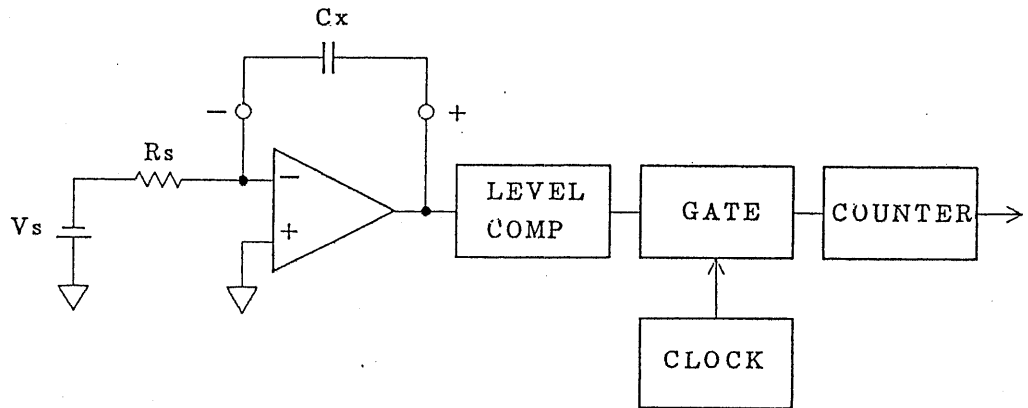 Cx
− +
Rs
−
LEVEL
COMP
GATE
COUNTER
Vs
+
CLOCK